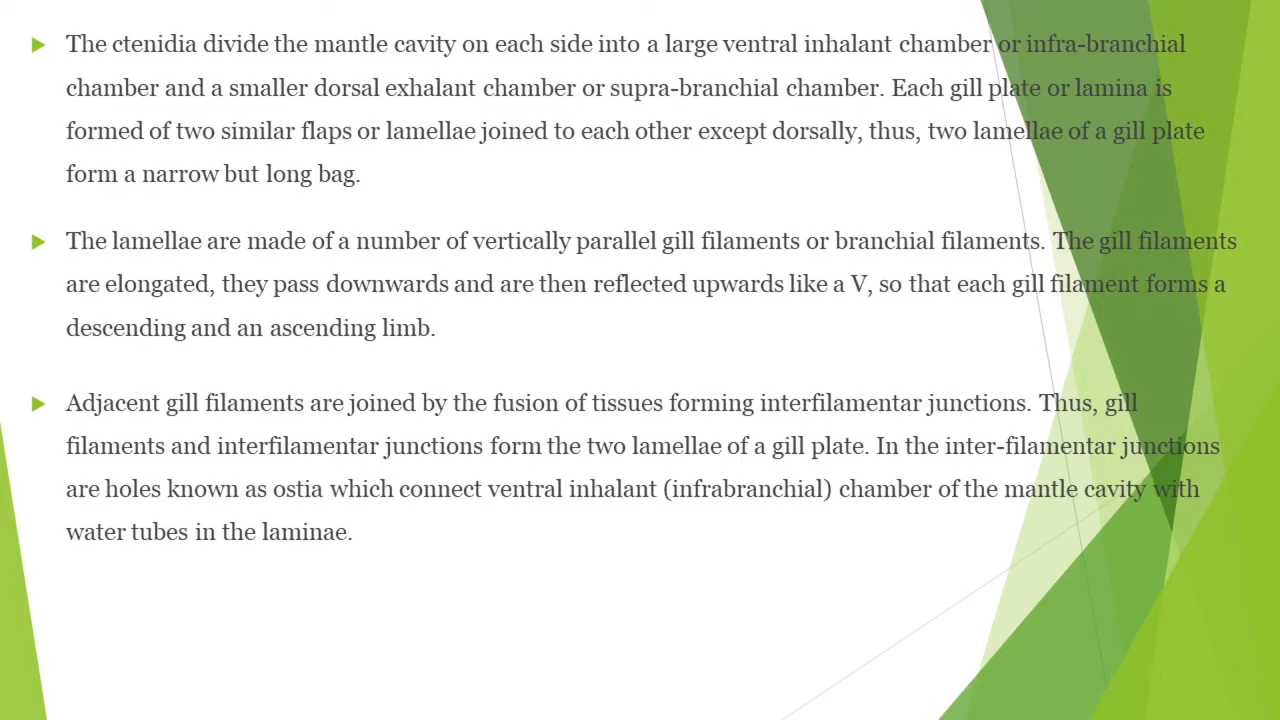 The ctenidia divide the mantle cavity on each side into a large ventral inhalant chamber or infra-branchial
chamber and a smaller dorsal exhalant chamber or supra-branchial chamber. Each gill plate or lamina is
formed of two similar flaps or lamellae joined to each other except dorsally, thus, two lamellae of a gill plate
form a narrow but long bag.
The lamellae are made of a number of vertically parallel gill filaments or branchial filaments. The gill filaments
are elongated, they pass downwards and are then reflected upwards like a V, so that each gill filament forms a
descending and an ascending limb.
Adjacent gill filaments are joined by the fusion of tissues forming interfilamentar junctions. Thus, gill
filaments and interfilamentar junctions form the two lamellae of a gill plate. In the inter-filamentar junctions
are holes known as ostia which connect ventral inhalant (infrabranchial) chamber of the mantle cavity with
water tubes in the laminae.